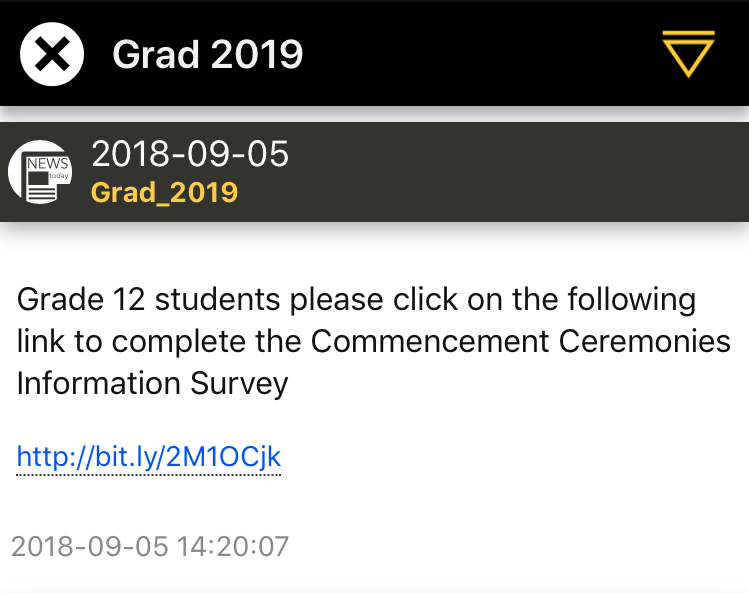 Grad 2019
2018-09-05
NEWS
today
Grad_2019
Grade 12 students please click on the following
link to complete the Commencement Ceremonies
Information Survey
http://bit.ly/2M1OCjk
2018-09-05 14:20:07